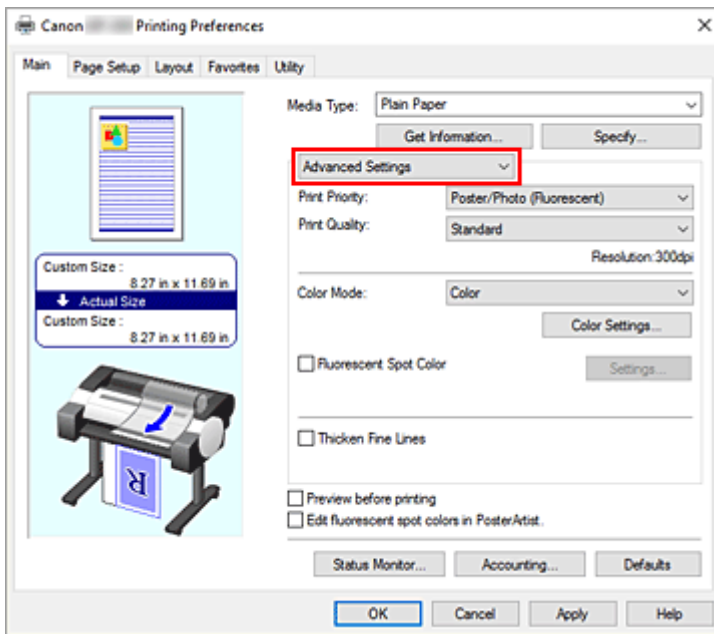 Canon Printing Preferences
Main Page Setup Layout Favorites Utility
Media Type: Plain Paper
Get Information... Specify...
Advanced Settings
Print Priority: Poster/Photo (Fluorescent)
Print Quality: Standard
Resolution:300dpi
Custom Size :
8.27 in x 11.69 in
Actual Size
Custom Size :
8.27 in x 11.69 in
Color Mode: Color
Color Settings...
Fluorescent Spot Color Settings...
Thicken Fine Lines
R
Preview before printing
Edit fluorescent spot colors in PosterArtist.
Status Monitor... Accounting... Defaults
OK Cancel Apply Help